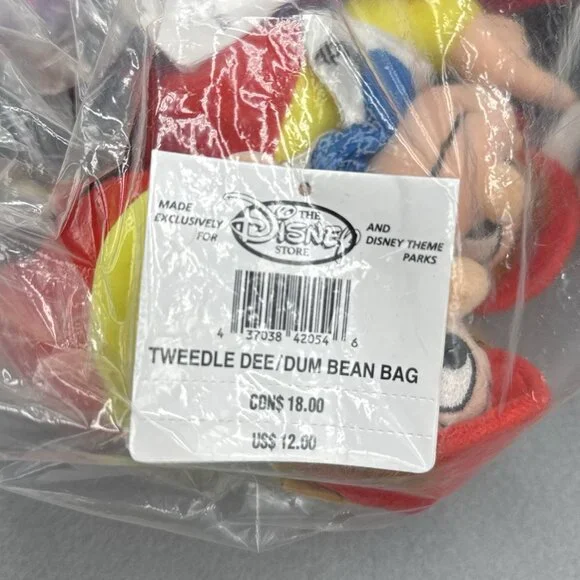 MADE
EXCLUSIVELY
FOR
THE
DISNEY
STORE
AND
DISNEY THEME
PARKS
4 37038 42054 6
TWEEDLE DEE/DUM BEAN BAG
CDN$ 18.00
US$ 12.00